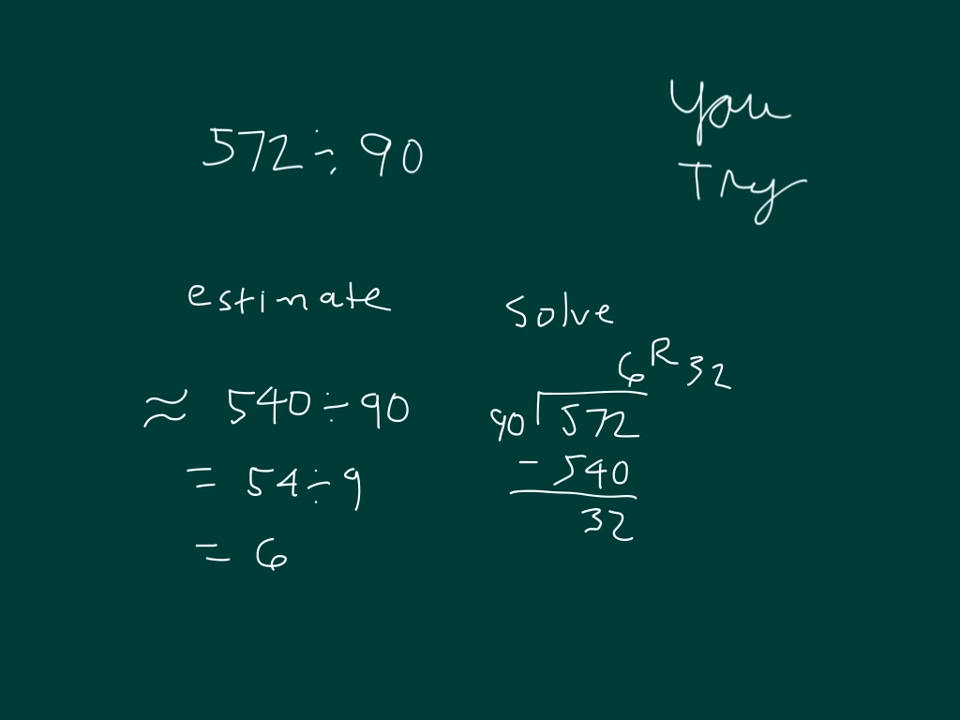 572 ÷ 90
You
Try
estimate
≈ 540 ÷ 90
= 54 ÷ 9
= 6
Solve
6 R 32
90 572
- 540
32